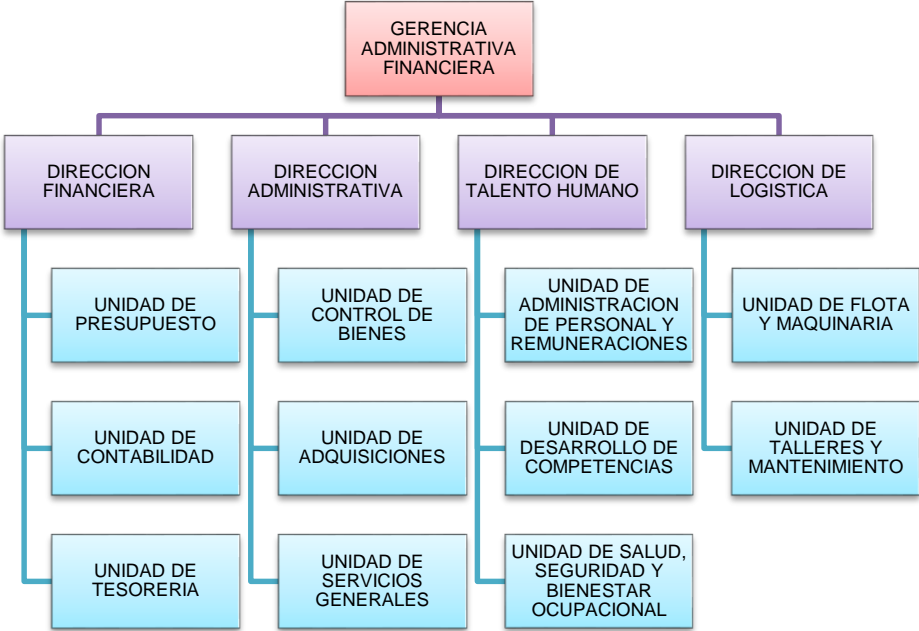 GERENCIA
ADMINISTRATIVA
FINANCIERA
DIRECCION
FINANCIERA
DIRECCION
ADMINISTRATIVA
DIRECCION DE
TALENTO HUMANO
DIRECCION DE
LOGISTICA
UNIDAD DE
PRESUPUESTO
UNIDAD DE
CONTROL DE
BIENES
UNIDAD DE
ADMINISTRACION
DE PERSONAL Y
REMUNERACIONES
UNIDAD DE FLOTA
Y MAQUINARIA
UNIDAD DE
CONTABILIDAD
UNIDAD DE
ADQUISICIONES
UNIDAD DE
DESARROLLO DE
COMPETENCIAS
UNIDAD DE
TALLERES Y
MANTENIMIENTO
UNIDAD DE
TESORERIA
UNIDAD DE
SERVICIOS
GENERALES
UNIDAD DE SALUD,
SEGURIDAD Y
BIENESTAR
OCUPACIONAL